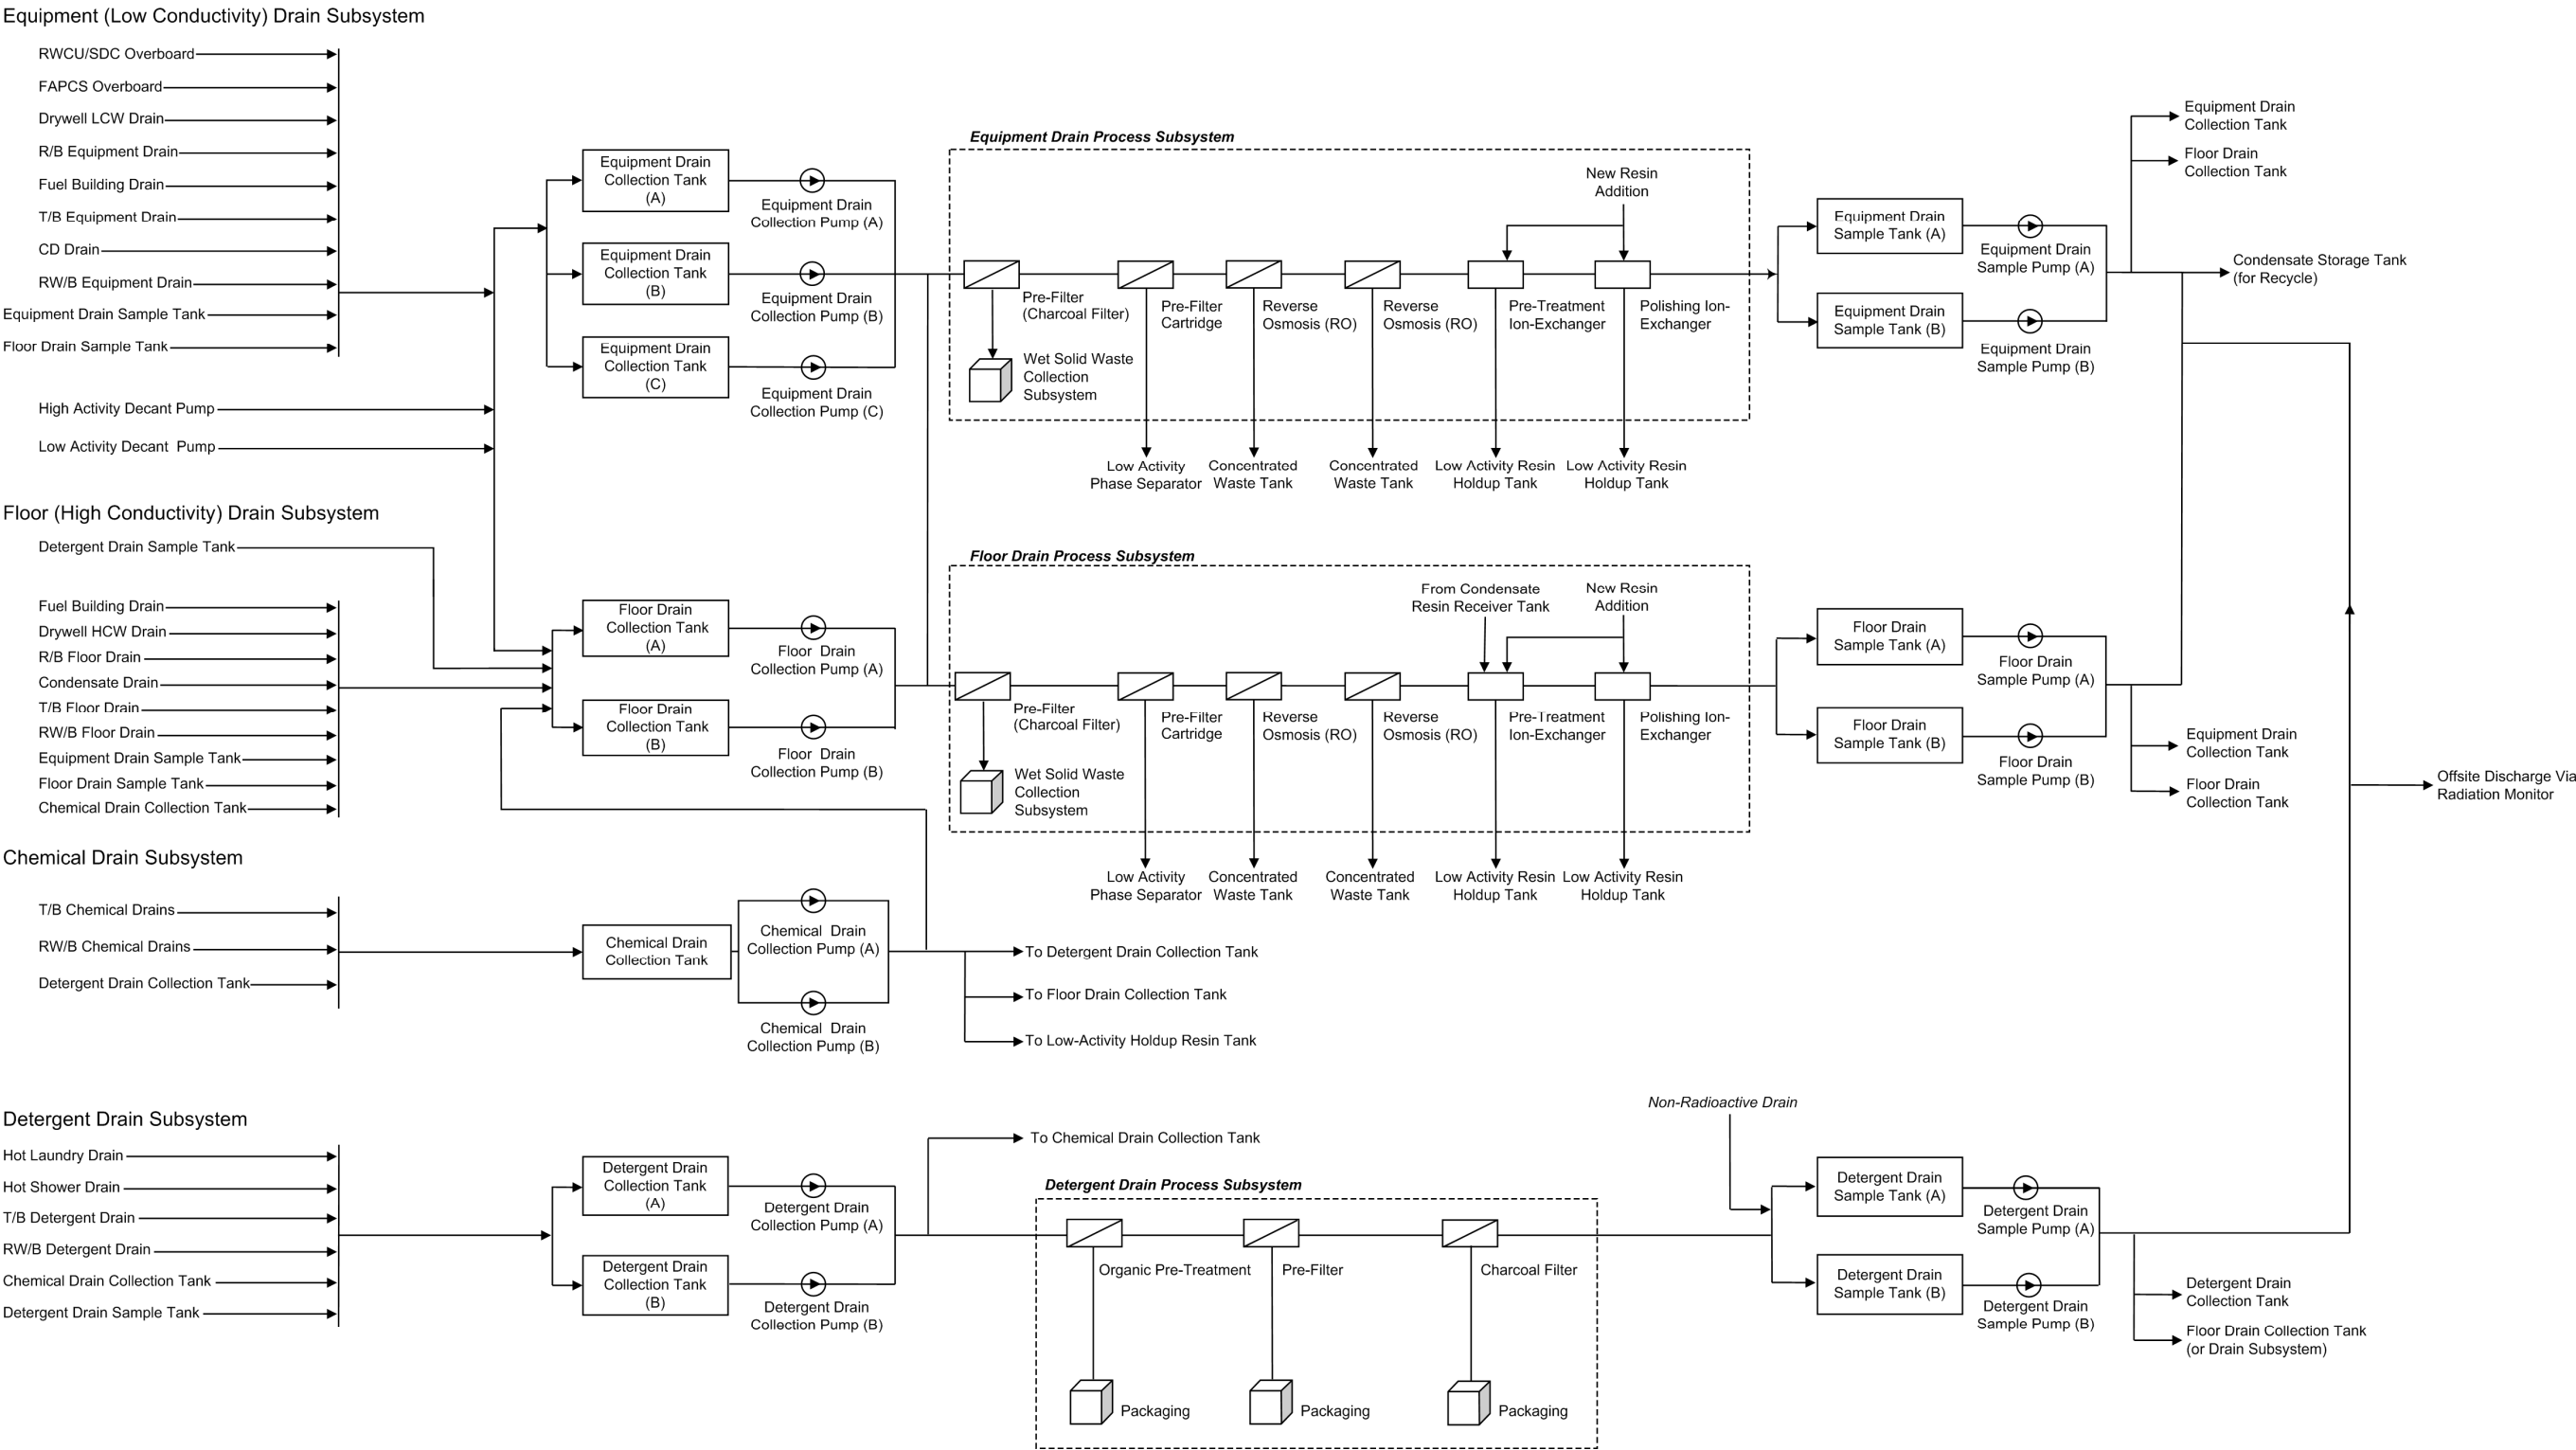 Equipment (Low Conductivity) Drain Subsystem
RWCU/SDC Overboard
FAPCS Overboard
Drywell LCW Drain
R/B Equipment Drain
Fuel Building Drain
T/B Equipment Drain
CD Drain
RW/B Equipment Drain
Equipment Drain Sample Tank
Floor Drain Sample Tank
High Activity Decant Pump
Low Activity Decant Pump
Equipment Drain
Collection Tank
(A)
Equipment Drain
Collection Pump (A)
Equipment Drain
Collection Tank
(B)
Equipment Drain
Collection Pump (B)
Equipment Drain
Collection Tank
(C)
Equipment Drain
Collection Pump (C)
Equipment Drain Process Subsystem
New Resin
Addition
Pre-Filter
(Charcoal Filter)
Pre-Filter
Cartridge
Reverse
Osmosis (RO)
Reverse
Osmosis (RO)
Pre-Treatment
Ion-Exchanger
Polishing Ion-
Exchanger
Wet Solid Waste
Collection
Subsystem
Low Activity
Phase Separator
Concentrated
Waste Tank
Concentrated
Waste Tank
Low Activity Resin
Holdup Tank
Low Activity Resin
Holdup Tank
Equipment Drain
Sample Tank (A)
Equipment Drain
Sample Pump (A)
Equipment Drain
Sample Tank (B)
Equipment Drain
Sample Pump (B)
Equipment Drain
Collection Tank
Floor Drain
Collection Tank
Condensate Storage Tank
(for Recycle)
Floor (High Conductivity) Drain Subsystem
Detergent Drain Sample Tank
Fuel Building Drain
Drywell HCW Drain
R/B Floor Drain
Condensate Drain
T/B Floor Drain
RW/B Floor Drain
Equipment Drain Sample Tank
Floor Drain Sample Tank
Chemical Drain Collection Tank
Floor Drain
Collection Tank
(A)
Floor Drain
Collection Pump (A)
Floor Drain
Collection Tank
(B)
Floor Drain
Collection Pump (B)
Floor Drain Process Subsystem
From Condensate
Resin Receiver Tank
New Resin
Addition
Pre-Filter
(Charcoal Filter)
Pre-Filter
Cartridge
Reverse
Osmosis (RO)
Reverse
Osmosis (RO)
Pre-Treatment
Ion-Exchanger
Polishing Ion-
Exchanger
Wet Solid Waste
Collection
Subsystem
Low Activity
Phase Separator
Concentrated
Waste Tank
Concentrated
Waste Tank
Low Activity Resin
Holdup Tank
Low Activity Resin
Holdup Tank
Floor Drain
Sample Tank (A)
Floor Drain
Sample Pump (A)
Floor Drain
Sample Tank (B)
Floor Drain
Sample Pump (B)
Equipment Drain
Collection Tank
Floor Drain
Collection Tank
Offsite Discharge Via
Radiation Monitor
Chemical Drain Subsystem
T/B Chemical Drains
RW/B Chemical Drains
Detergent Drain Collection Tank
Chemical Drain
Collection Tank
Chemical Drain
Collection Pump (A)
Chemical Drain
Collection Pump (B)
To Detergent Drain Collection Tank
To Floor Drain Collection Tank
To Low-Activity Holdup Resin Tank
Detergent Drain Subsystem
Hot Laundry Drain
Hot Shower Drain
T/B Detergent Drain
RW/B Detergent Drain
Chemical Drain Collection Tank
Detergent Drain Sample Tank
Detergent Drain
Collection Tank
(A)
Detergent Drain
Collection Pump (A)
Detergent Drain
Collection Tank
(B)
Detergent Drain
Collection Pump (B)
To Chemical Drain Collection Tank
Detergent Drain Process Subsystem
Organic Pre-Treatment
Pre-Filter
Charcoal Filter
Packaging
Packaging
Packaging
Non-Radioactive Drain
Detergent Drain
Sample Tank (A)
Detergent Drain
Sample Pump (A)
Detergent Drain
Sample Tank (B)
Detergent Drain
Sample Pump (B)
Detergent Drain
Collection Tank
Floor Drain Collection Tank
(or Drain Subsystem)